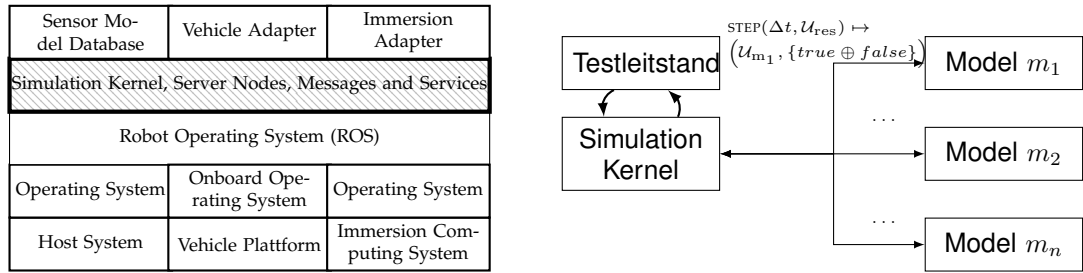 Sensor Mo-
del Database
Vehicle Adapter
Immersion
Adapter
Simulation Kernel, Server Nodes, Messages and Services
Robot Operating System (ROS)
Operating System
Onboard Ope-
rating System
Operating System
Host System
Vehicle Plattform
Immersion Com-
puting System
Testleitstand
Simulation
Kernel
STEP(Δt, 𝒰res) ↦
(𝒰m₁, {true ⊕ false})
Model m₁
...
Model m₂
...
Model mₙ